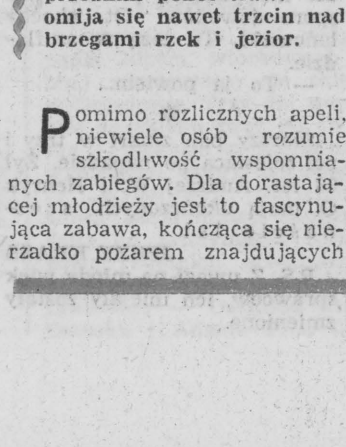 omija się nawet trzcin nad
brzegami rzek i jezior.
Pomimo rozlicznych apeli,
niewiele osób rozumie
szkodliwość wspomnia-
nych zabiegów. Dla dorastają-
cej młodzieży jest to fascynu-
jąca zabawa, kończąca się nie-
rzadko pożarem znajdujących